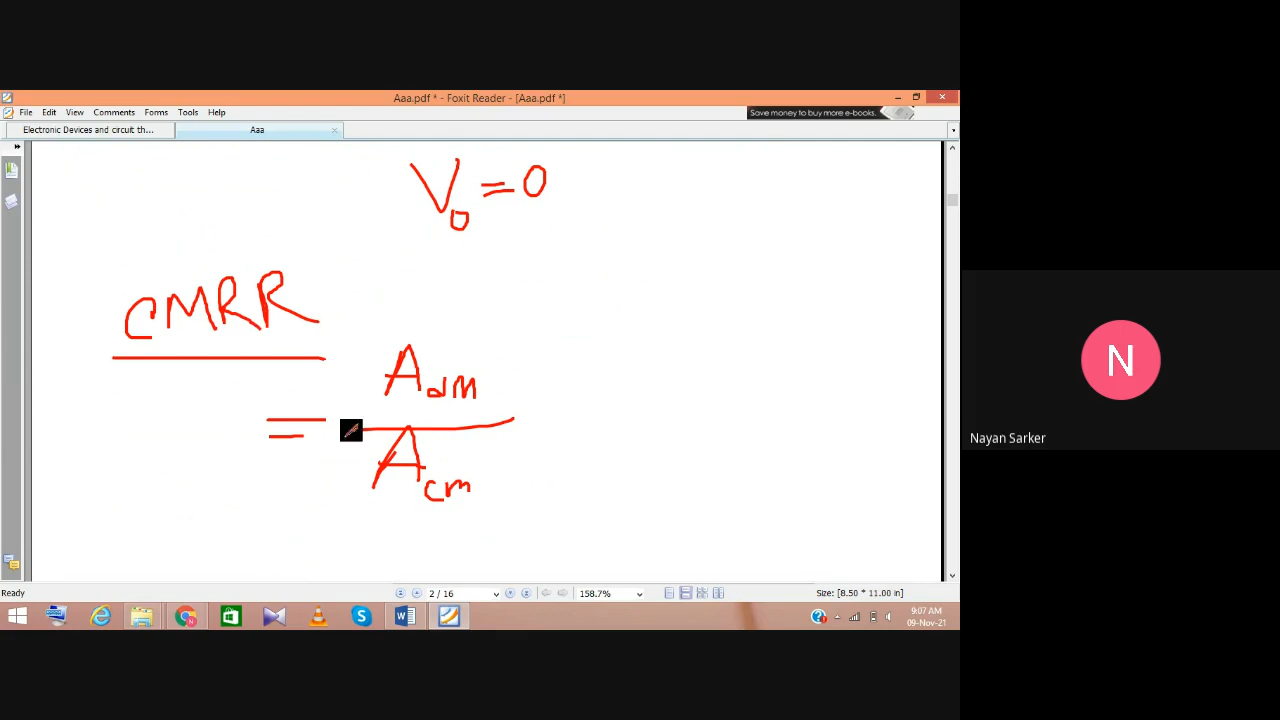 Aaa.pdf * - Foxit Reader - [Aaa.pdf *]
File Edit View Comments Forms Tools Help
Save money to buy more e-books.
Electronic Devices and circuit th...
Aaa
V₀ = 0
CMRR
= A_dm / A_cm
N
Nayan Sarker
Ready
2 / 16
158.7%
Size: [8.50 * 11.00 in]
9:07 AM
09-Nov-21